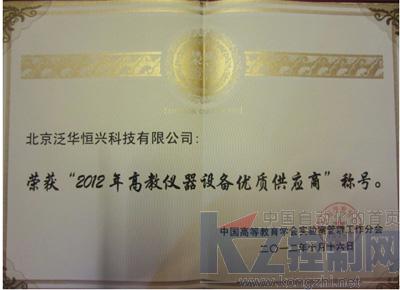 北京泛华恒兴科技有限公司：
荣获“2012年高教仪器设备优质供应商”称号。
中国自动化的首页
中国高等教育学会实验室管理工作分会
二〇一二年十月十六日
控制网
kongzhi.net